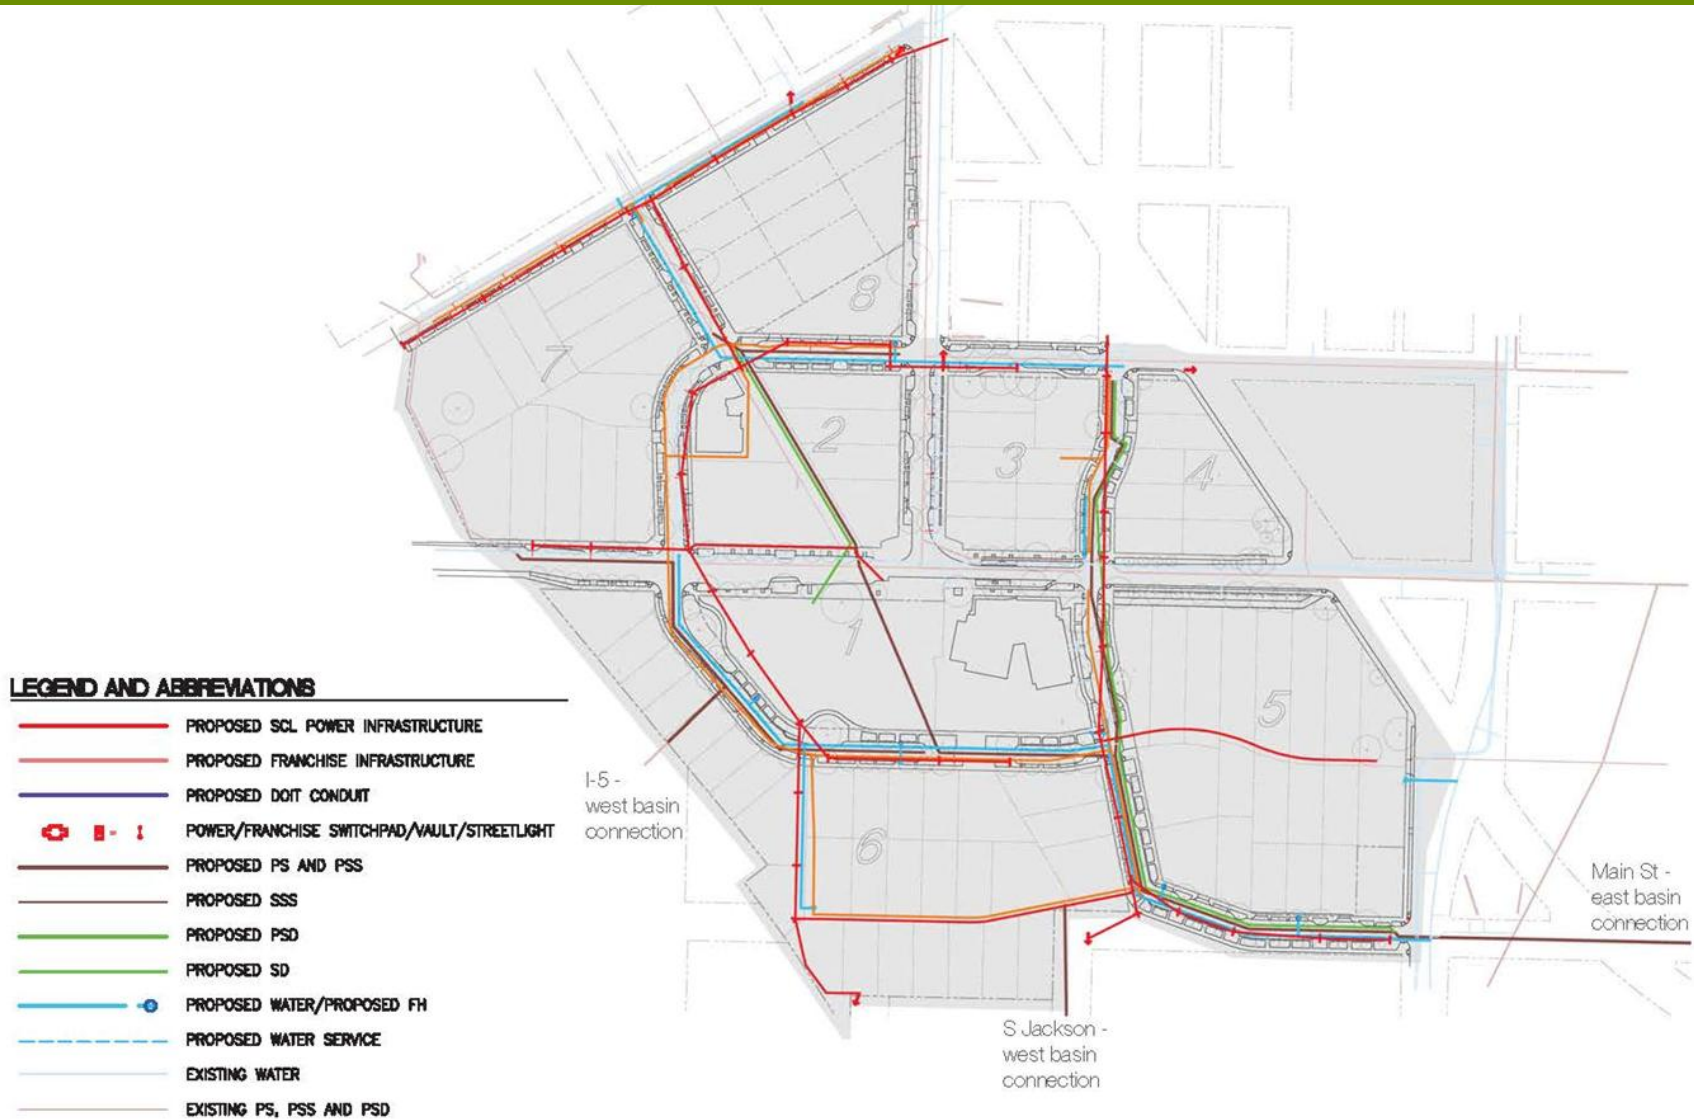 8
7
2
3
4
1
5
6
LEGEND AND ABBREVIATIONS
PROPOSED SCL POWER INFRASTRUCTURE
PROPOSED FRANCHISE INFRASTRUCTURE
PROPOSED DOIT CONDUIT
POWER/FRANCHISE SWITCHPAD/VAULT/STREETLIGHT
PROPOSED PS AND PSS
PROPOSED SSS
PROPOSED PSD
PROPOSED SD
PROPOSED WATER/PROPOSED FH
PROPOSED WATER SERVICE
EXISTING WATER
EXISTING PS, PSS AND PSD
I-5 -
west basin
connection
S Jackson -
west basin
connection
Main St -
east basin
connection